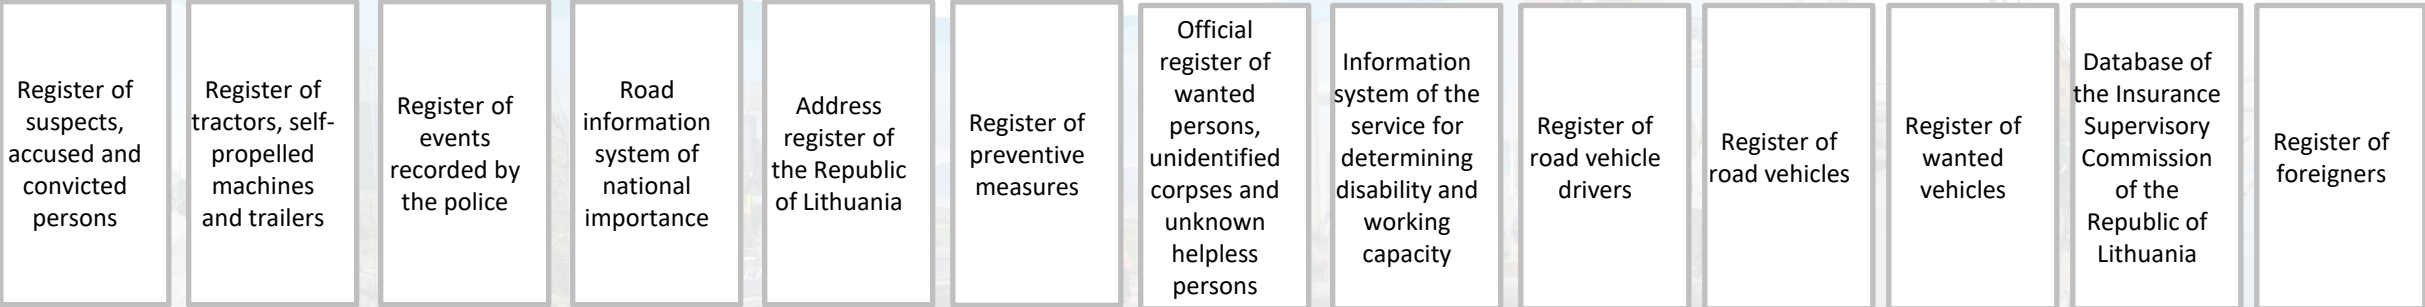 Register of
suspects,
accused and
convicted
persons
Register of
tractors, self-
propelled
machines
and trailers
Register of
events
recorded by
the police
Road
information
system of
national
importance
Address
register of
the Republic
of Lithuania
Register of
preventive
measures
Official
register of
wanted
persons,
unidentified
corpses and
unknown
helpless
persons
Information
system of the
service for
determining
disability and
working
capacity
Register of
road vehicle
drivers
Register of
road vehicles
Register of
wanted
vehicles
Database of
the Insurance
Supervisory
Commission
of the
Republic of
Lithuania
Register of
foreigners